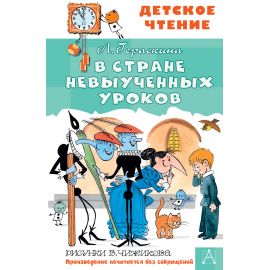 ДЕТСКОЕ ЧТЕНИЕ
Л. Гераскина
В СТРАНЕ
НЕВЫУЧЕННЫХ
УРОКОВ
РИСУНКИ В. ЧИЖИКОВА
Произведение печатается без сокращений
А